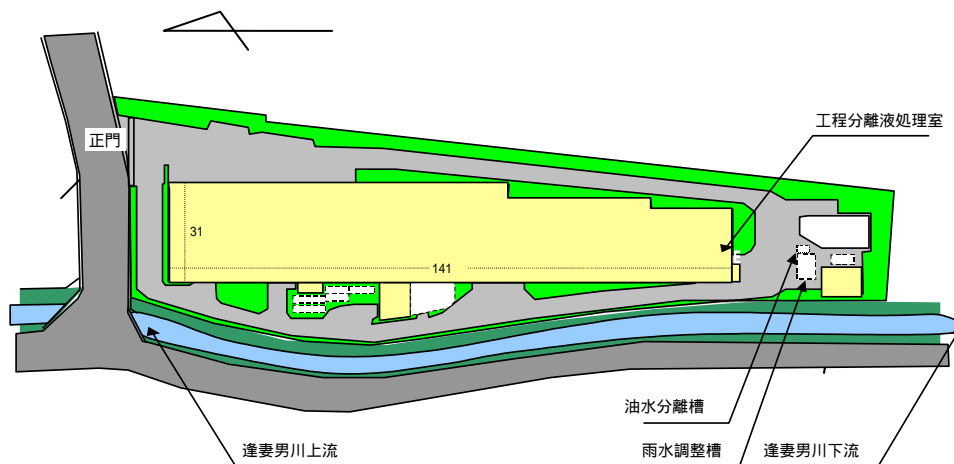 工程分離液処理室
正門
31
141
油水分離槽
逢妻男川上流
雨水調整槽
逢妻男川下流